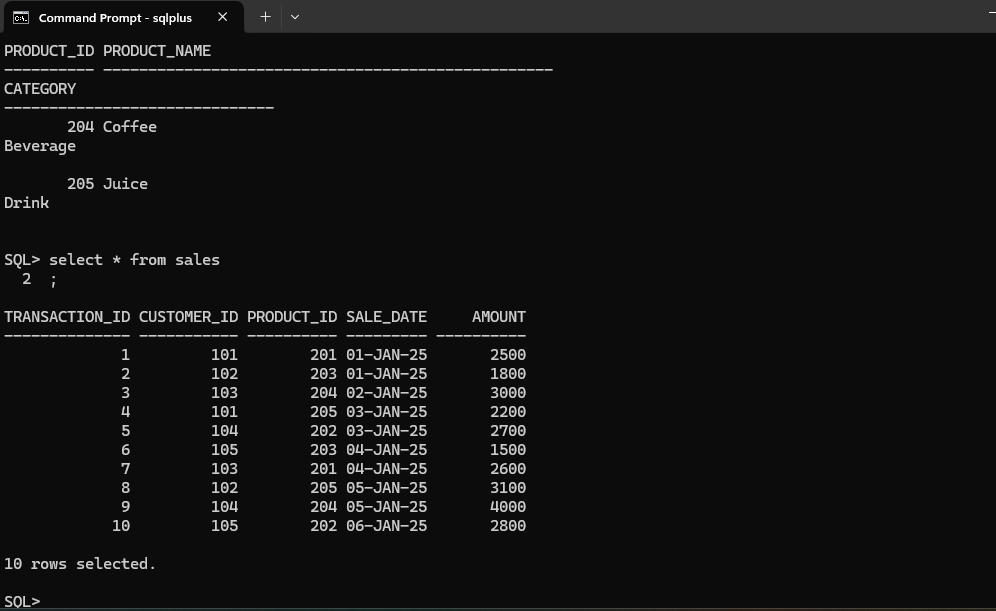 Command Prompt - sqlplus
PRODUCT_ID PRODUCT_NAME
---------- --------------------------------------------------
CATEGORY
------------------------------
       204 Coffee
Beverage
       205 Juice
Drink
SQL> select * from sales
  2  ;
TRANSACTION_ID CUSTOMER_ID PRODUCT_ID SALE_DATE     AMOUNT
-------------- ----------- ---------- --------- ----------
             1         101        201 01-JAN-25       2500
             2         102        203 01-JAN-25       1800
             3         103        204 02-JAN-25       3000
             4         101        205 03-JAN-25       2200
             5         104        202 03-JAN-25       2700
             6         105        203 04-JAN-25       1500
             7         103        201 04-JAN-25       2600
             8         102        205 05-JAN-25       3100
             9         104        204 05-JAN-25       4000
            10         105        202 06-JAN-25       2800
10 rows selected.
SQL>